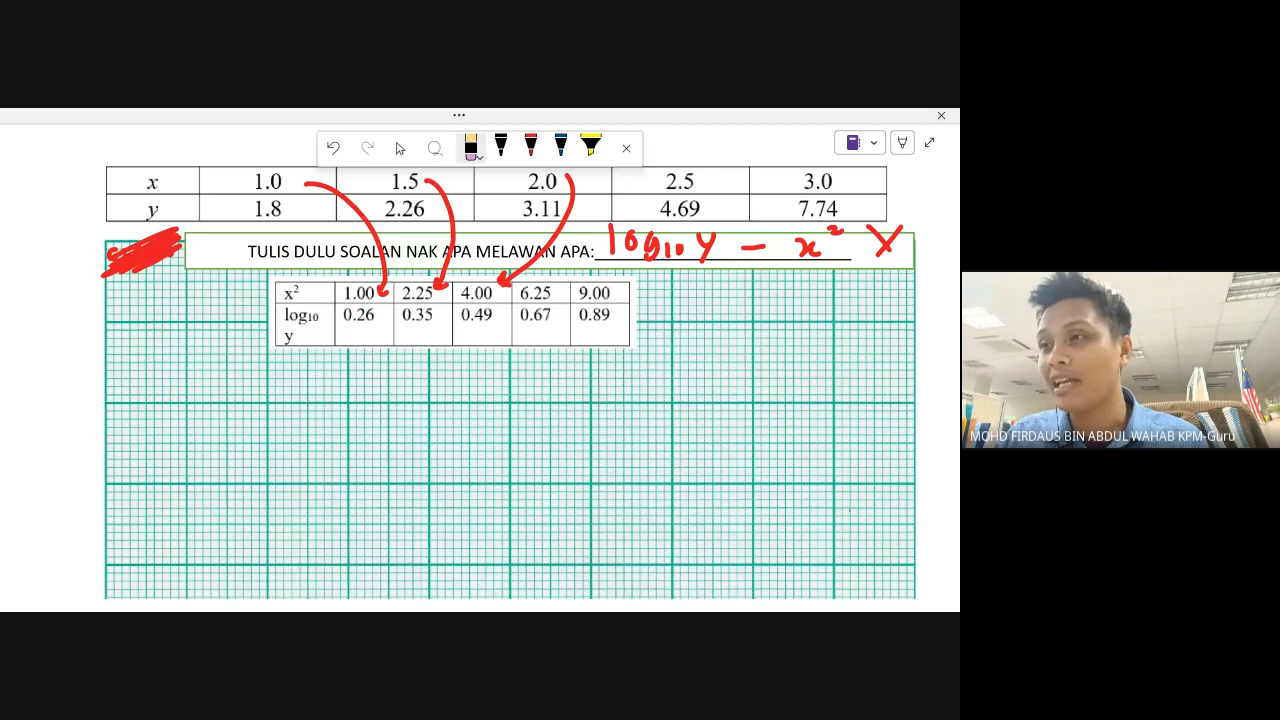 x 1.0 1.5 2.0 2.5 3.0
y 1.8 2.26 3.11 4.69 7.74
TULIS DULU SOALAN NAK APA MELAWAN APA: log10 y – x² X
x² 1.00 2.25 4.00 6.25 9.00
log10 0.26 0.35 0.49 0.67 0.89
y
MOHD FIRDAUS BIN ABDUL WAHAB KPM-Guru